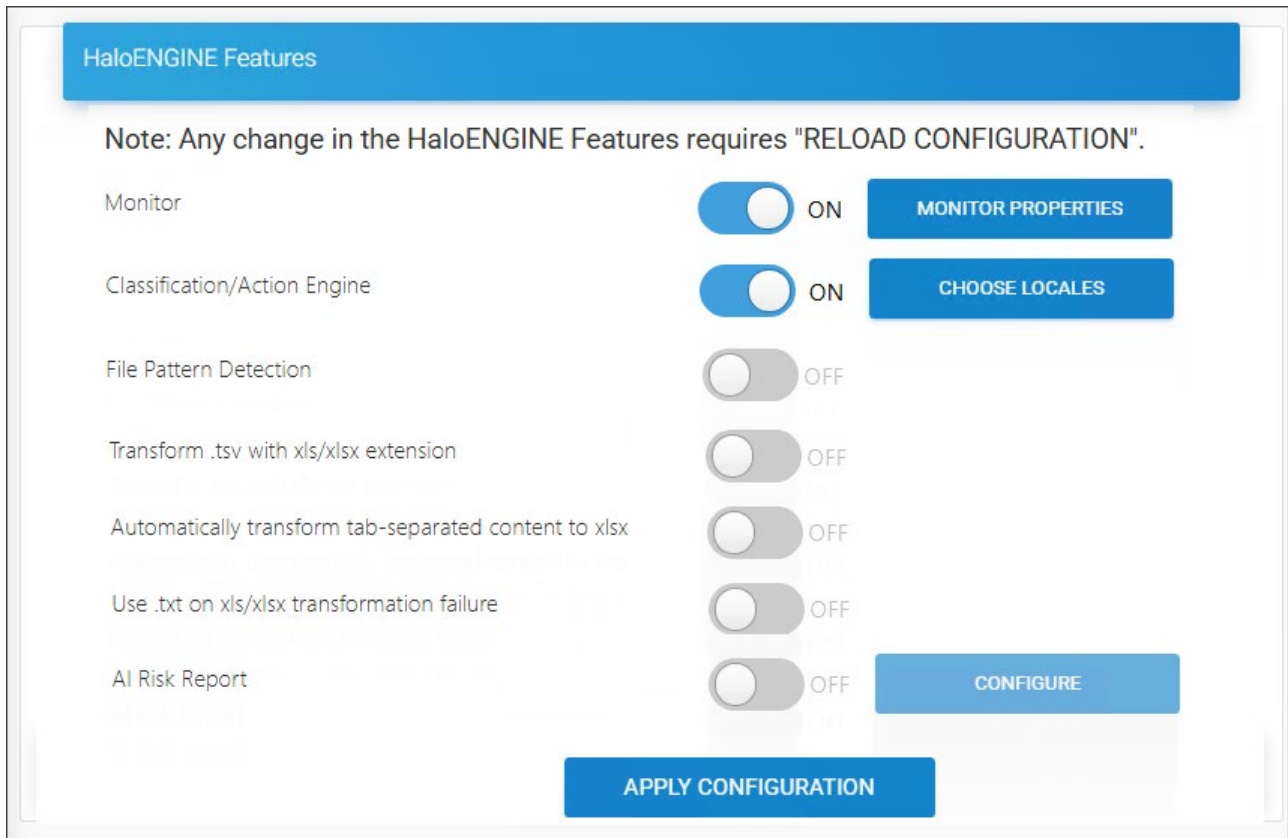 HaloENGINE Features
Note: Any change in the HaloENGINE Features requires "RELOAD CONFIGURATION".
Monitor ON MONITOR PROPERTIES
Classification/Action Engine ON CHOOSE LOCALES
File Pattern Detection OFF
Transform .tsv with xls/xlsx extension OFF
Automatically transform tab-separated content to xlsx OFF
Use .txt on xls/xlsx transformation failure OFF
AI Risk Report OFF CONFIGURE
APPLY CONFIGURATION